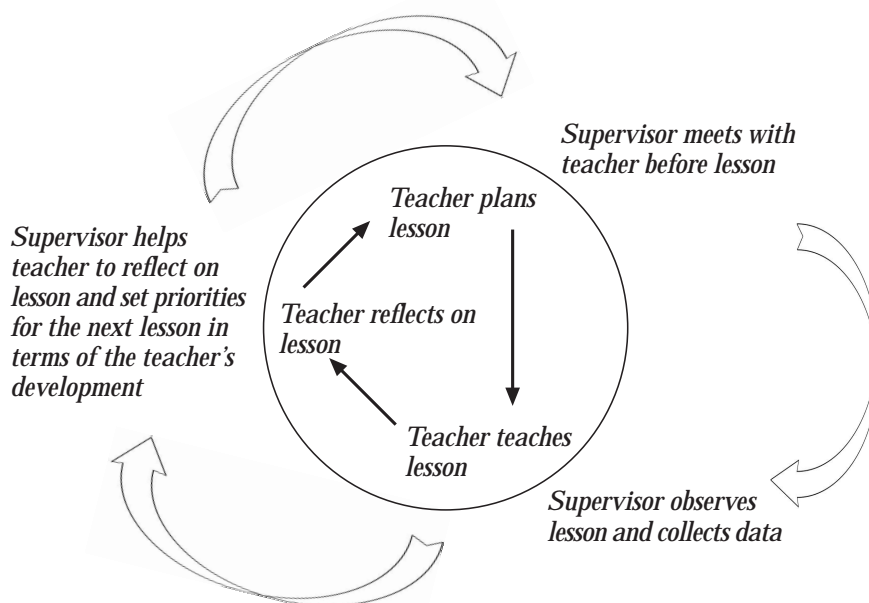 Supervisor meets with
teacher before lesson
Teacher plans
lesson
Supervisor helps
teacher to reflect on
lesson and set priorities
for the next lesson in
terms of the teacher’s
development
Teacher reflects on
lesson
Teacher teaches
lesson
Supervisor observes
lesson and collects data